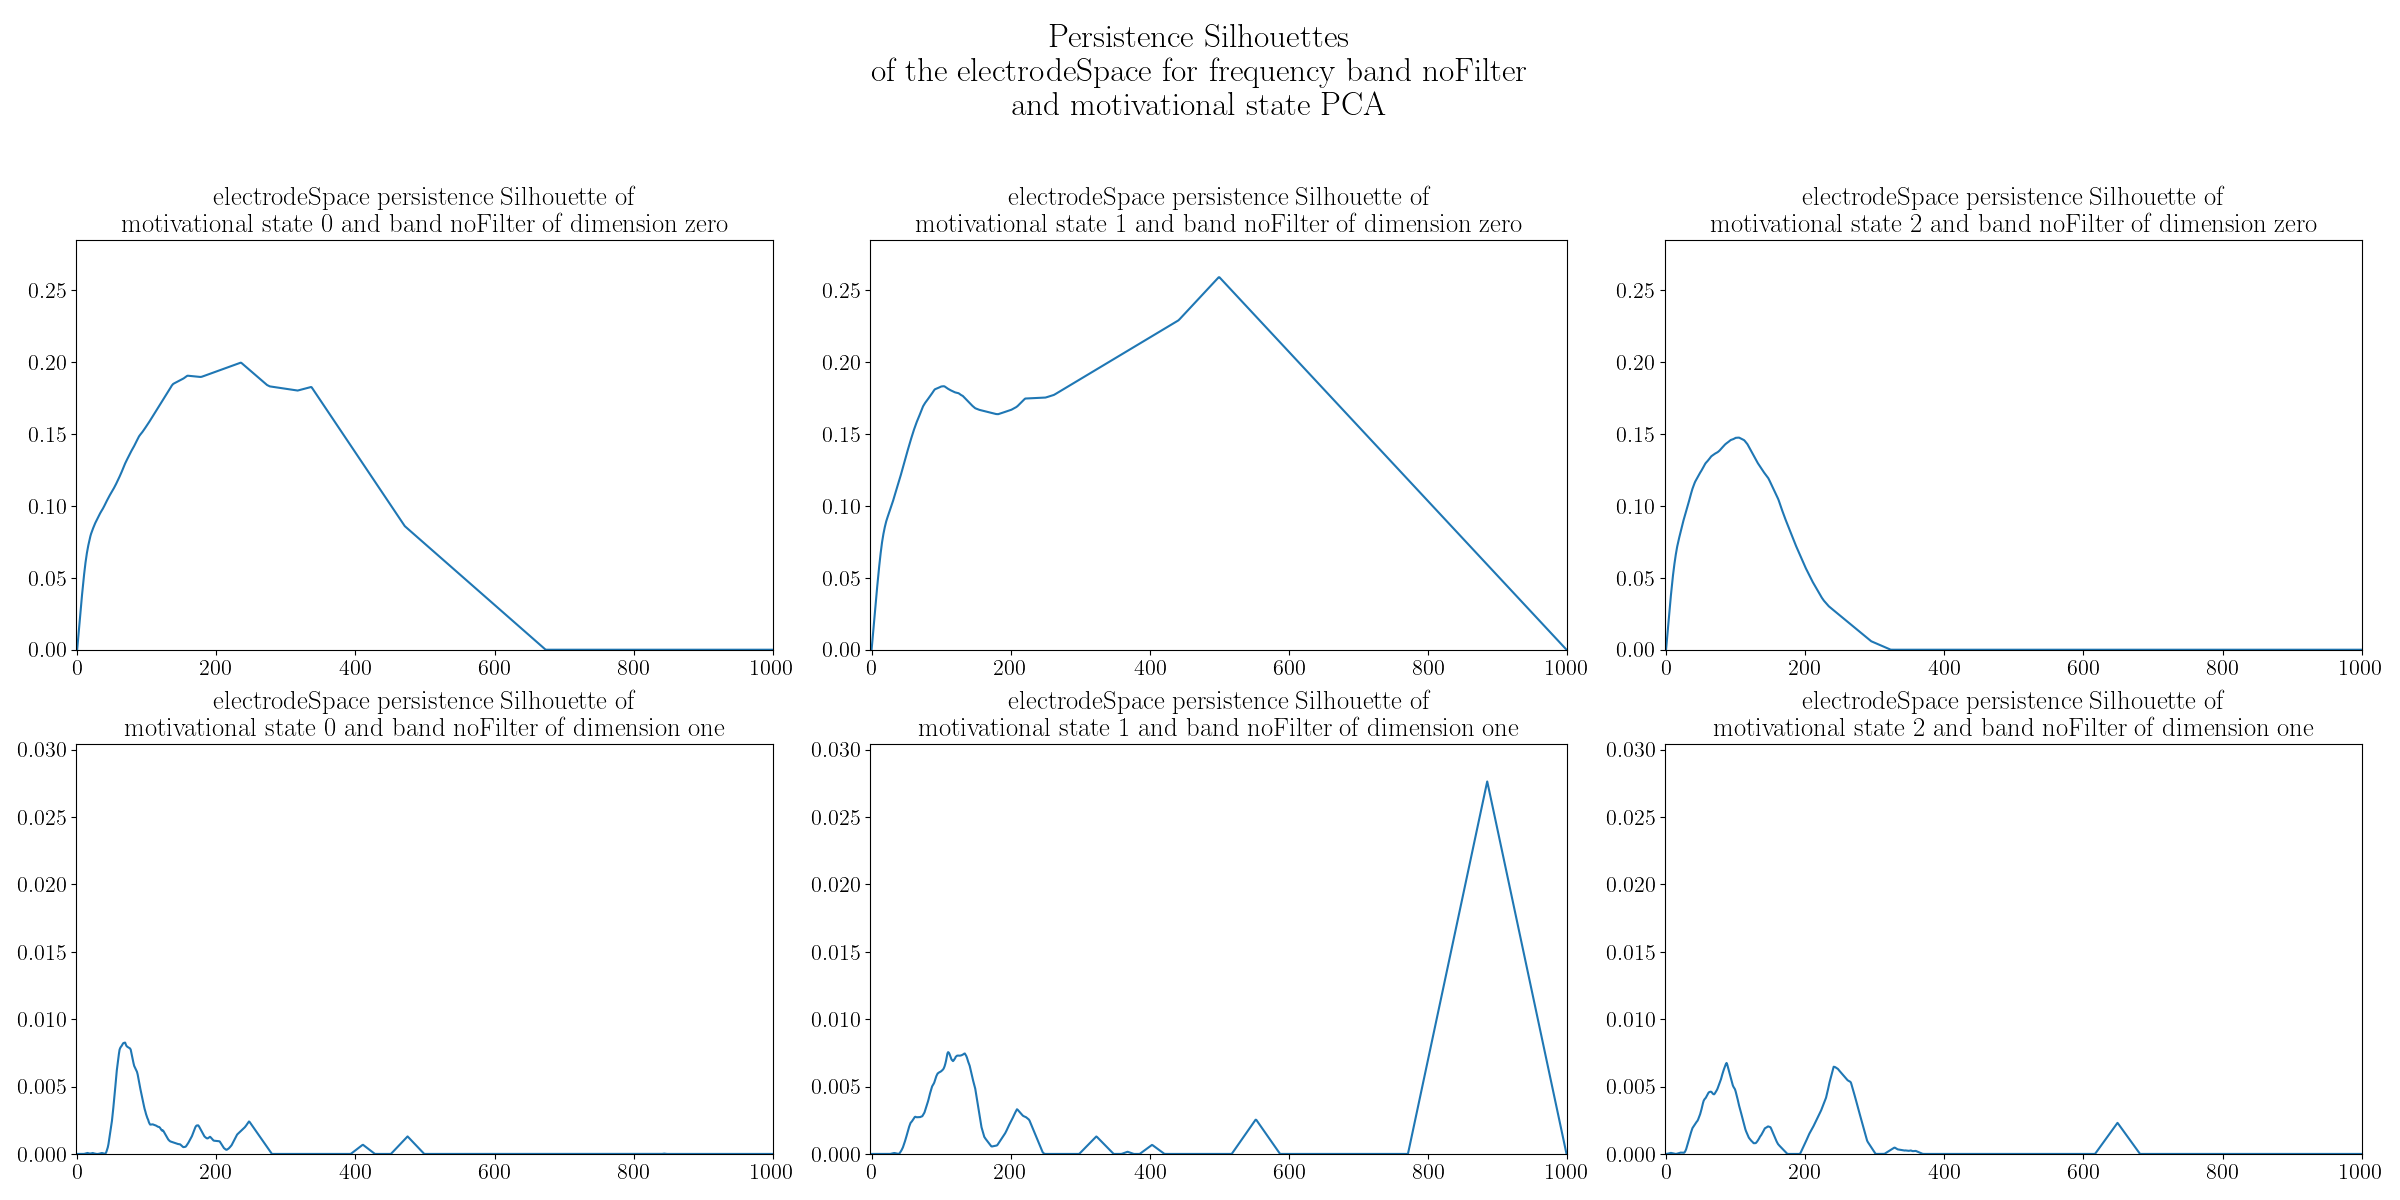 Persistence Silhouettes
of the electrodeSpace for frequency band noFilter
and motivational state PCA
electrodeSpace persistence Silhouette of
motivational state 0 and band noFilter of dimension zero
0.25
0.20
0.15
0.10
0.05
0.00
0 200 400 600 800 1000
electrodeSpace persistence Silhouette of
motivational state 1 and band noFilter of dimension zero
0.25
0.20
0.15
0.10
0.05
0.00
0 200 400 600 800 1000
electrodeSpace persistence Silhouette of
motivational state 2 and band noFilter of dimension zero
0.25
0.20
0.15
0.10
0.05
0.00
0 200 400 600 800 1000
electrodeSpace persistence Silhouette of
motivational state 0 and band noFilter of dimension one
0.030
0.025
0.020
0.015
0.010
0.005
0.000
0 200 400 600 800 1000
electrodeSpace persistence Silhouette of
motivational state 1 and band noFilter of dimension one
0.030
0.025
0.020
0.015
0.010
0.005
0.000
0 200 400 600 800 1000
electrodeSpace persistence Silhouette of
motivational state 2 and band noFilter of dimension one
0.030
0.025
0.020
0.015
0.010
0.005
0.000
0 200 400 600 800 1000